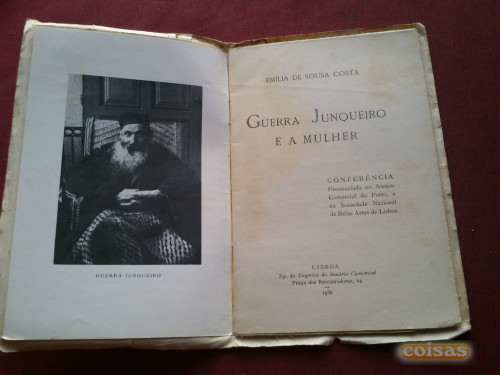 GUERRA JUNQUEIRO
EMÍLIA DE SOUSA COSTA
GUERRA JUNQUEIRO
E A MULHER
CONFERÊNCIA
Pronunciada no Ateneu
Comercial do Porto, e
na Sociedade Nacional
de Belas Artes de Lisboa
LISBOA
Tip. da Emprêsa do Anuário Comercial
Praça dos Restauradores, 24
coisas